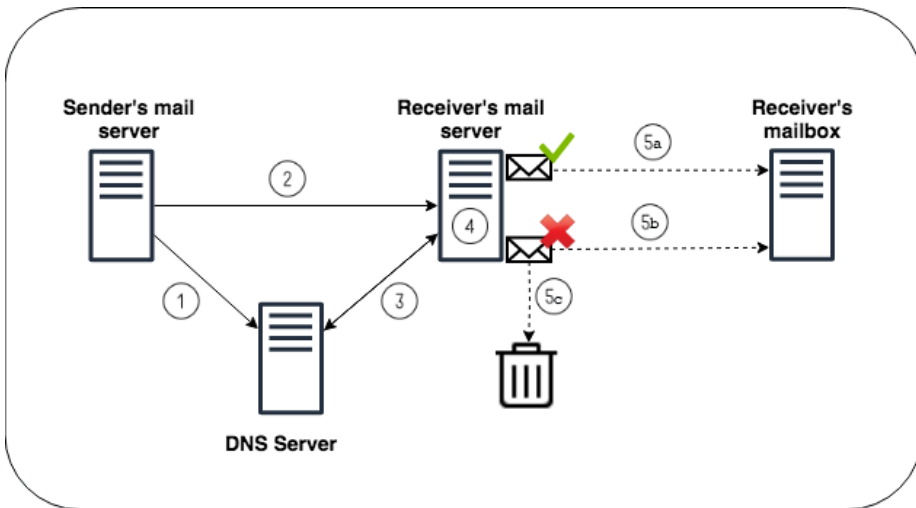 Sender's mail
server
Receiver's mail
server
Receiver's
mailbox
5a
2
4
5b
1
3
5c
DNS Server